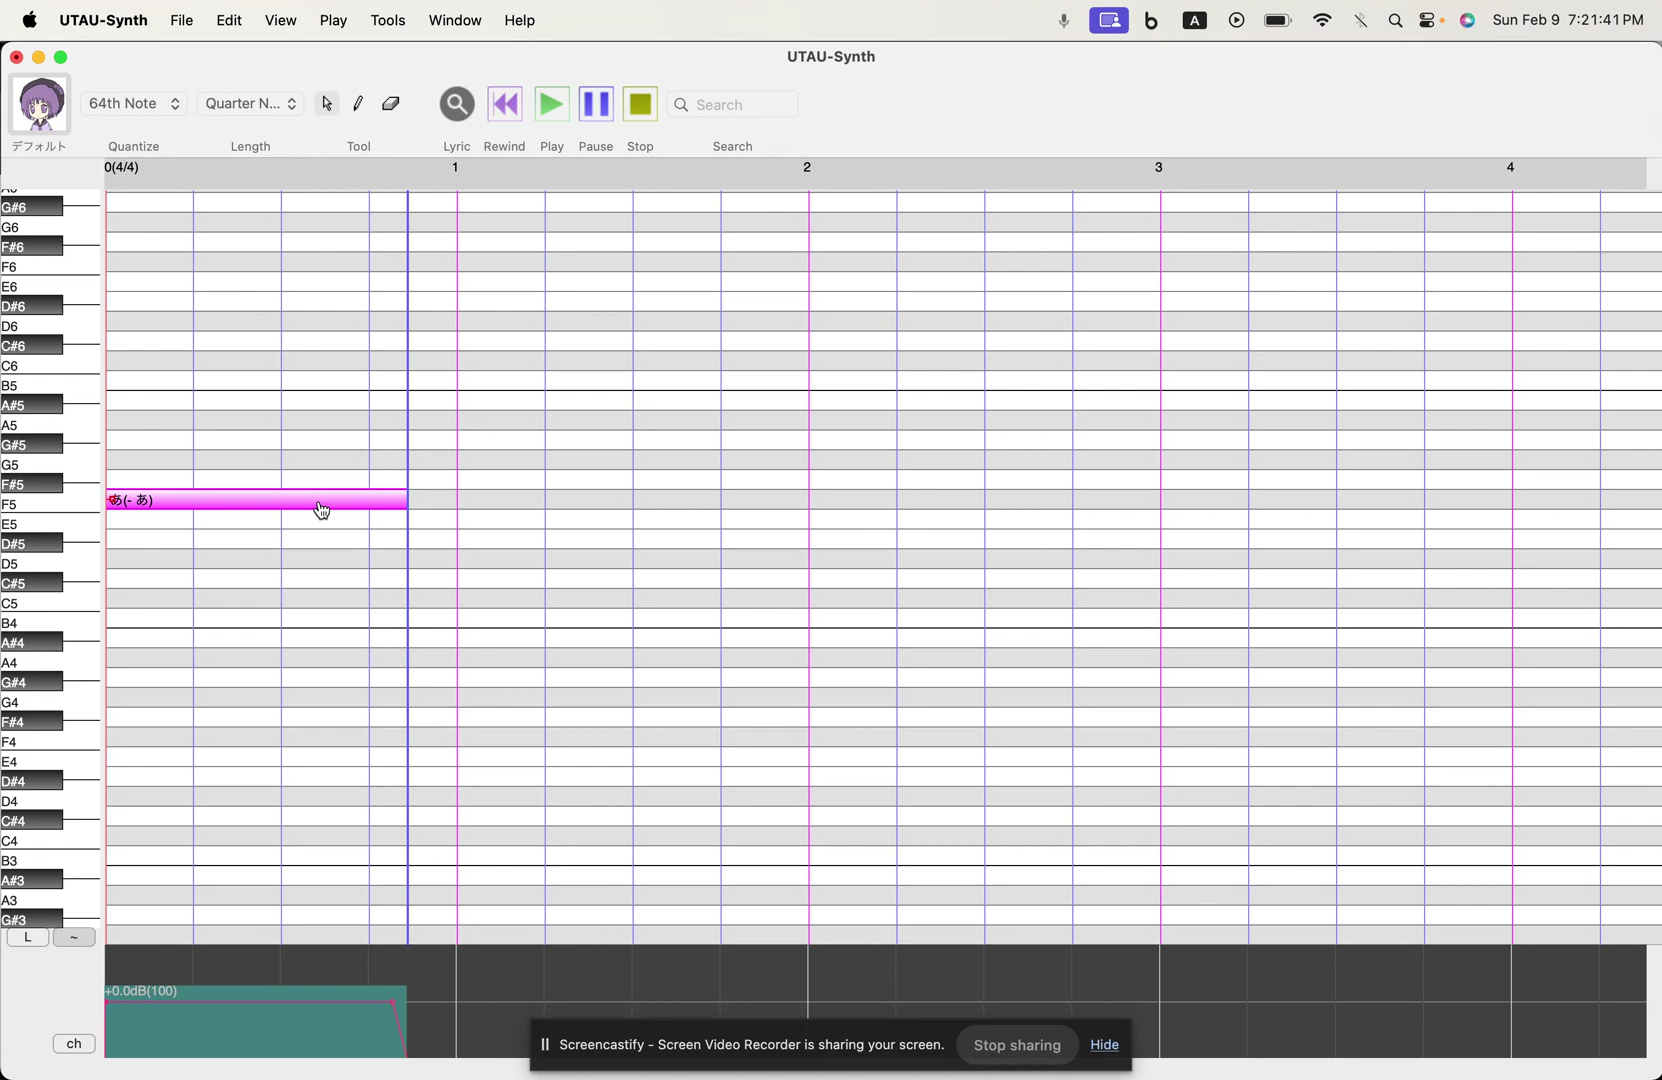 UTAU-Synth File Edit View Play Tools Window Help
A
Sun Feb 9 7:21:41 PM
UTAU-Synth
64th Note Quarter N...
Search
デフォルト Quantize Length Tool Lyric Rewind Play Pause Stop Search
0(4/4) 1 2 3 4
G#6
G6
F#6
F6
E6
D#6
D6
C#6
C6
B5
A#5
A5
G#5
G5
F#5
あ(- あ)
F5
E5
D#5
D5
C#5
C5
B4
A#4
A4
G#4
G4
F#4
F4
E4
D#4
D4
C#4
C4
B3
A#3
A3
G#3
L ~
+0.0dB(100)
ch
Screencastify - Screen Video Recorder is sharing your screen. Stop sharing Hide